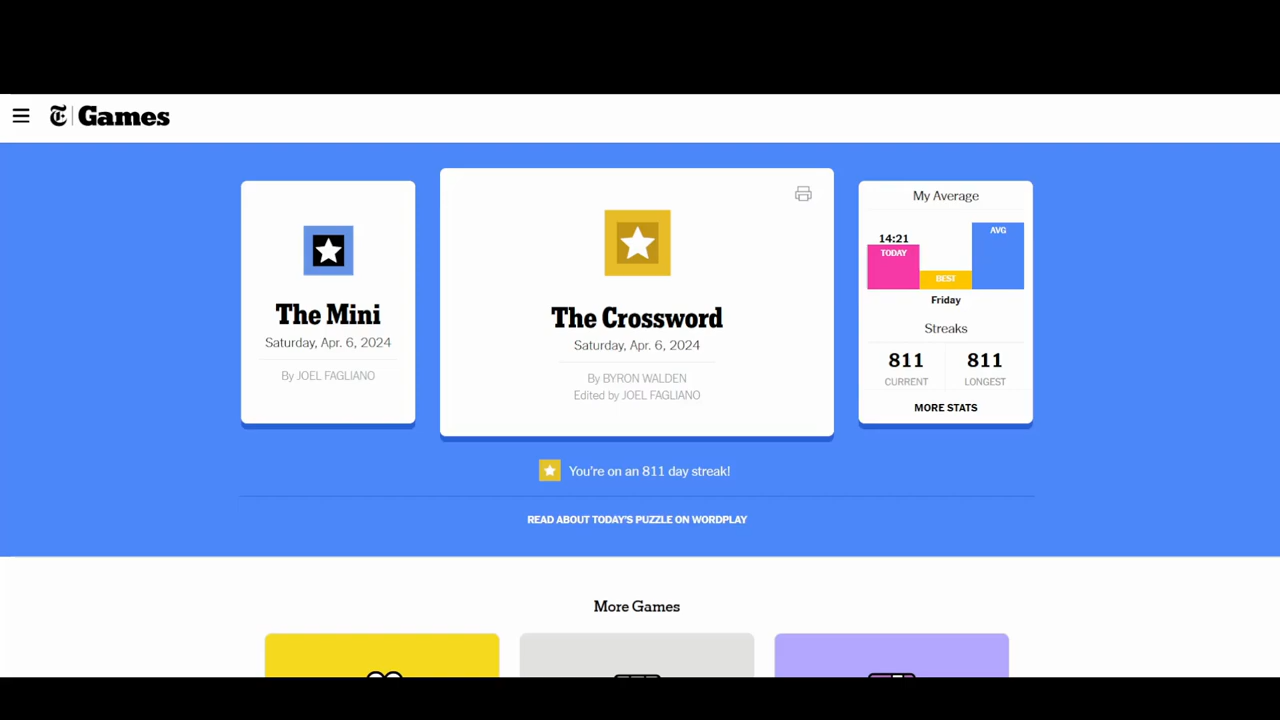 T Games
The Mini
Saturday, Apr. 6, 2024
By JOEL FAGLIANO
The Crossword
Saturday, Apr. 6, 2024
By BYRON WALDEN
Edited by JOEL FAGLIANO
My Average
14:21
TODAY
BEST
AVG
Friday
Streaks
811
CURRENT
811
LONGEST
MORE STATS
You're on an 811 day streak!
READ ABOUT TODAY'S PUZZLE ON WORDPLAY
More Games